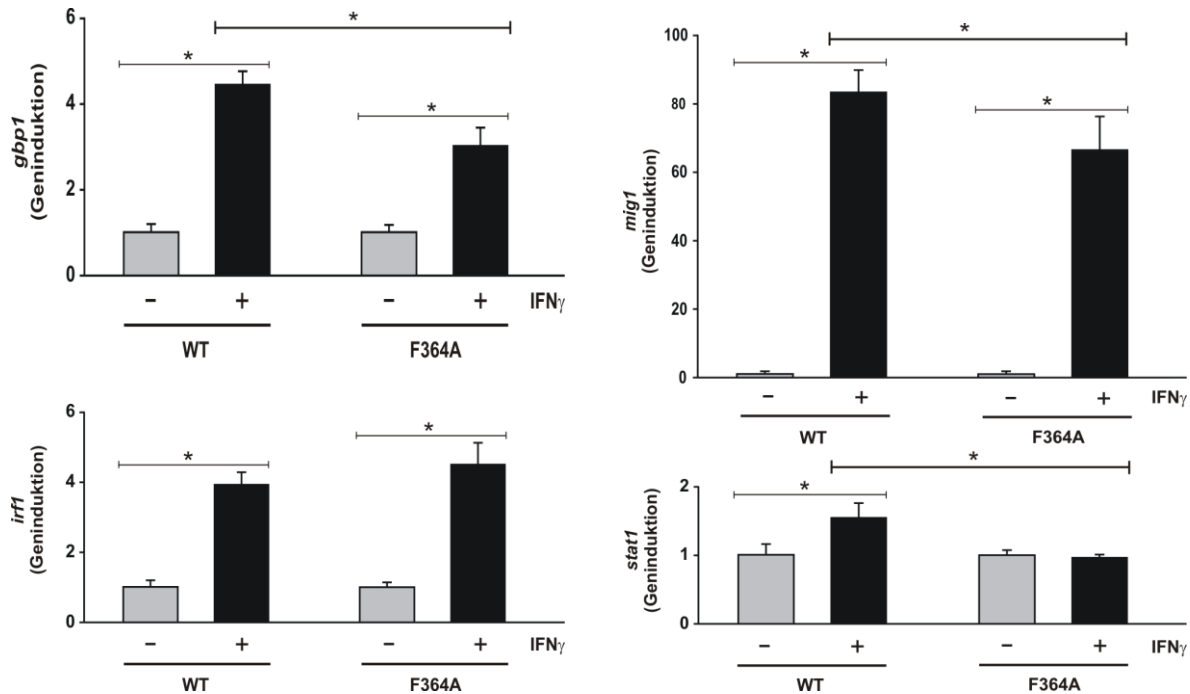 6
*
*
4
*
gbp1
(Geninduktion)
2
0
− + − + IFNγ
WT F364A
100
*
*
80
*
60
mig1
(Geninduktion)
40
20
0
− + − + IFNγ
WT F364A
6
*
*
4
irf1
(Geninduktion)
2
0
− + − + IFNγ
WT F364A
*
2
*
stat1
(Geninduktion)
1
0
− + − + IFNγ
WT F364A